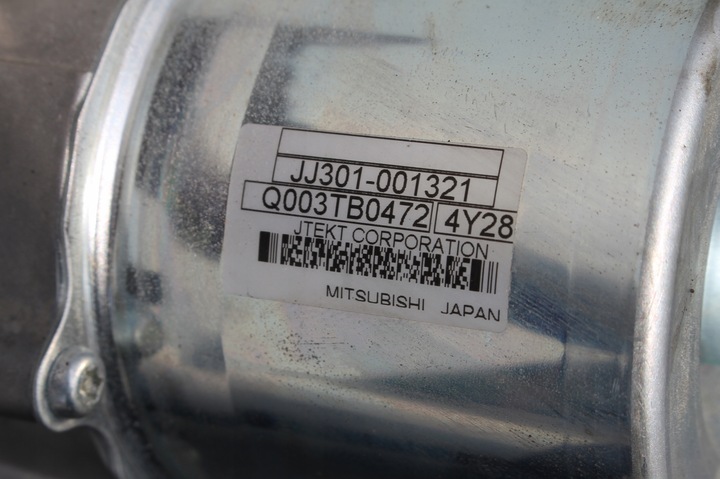 JJ301-001321
Q003TB0472 4Y28
JTEKT CORPORATION
MITSUBISHI JAPAN